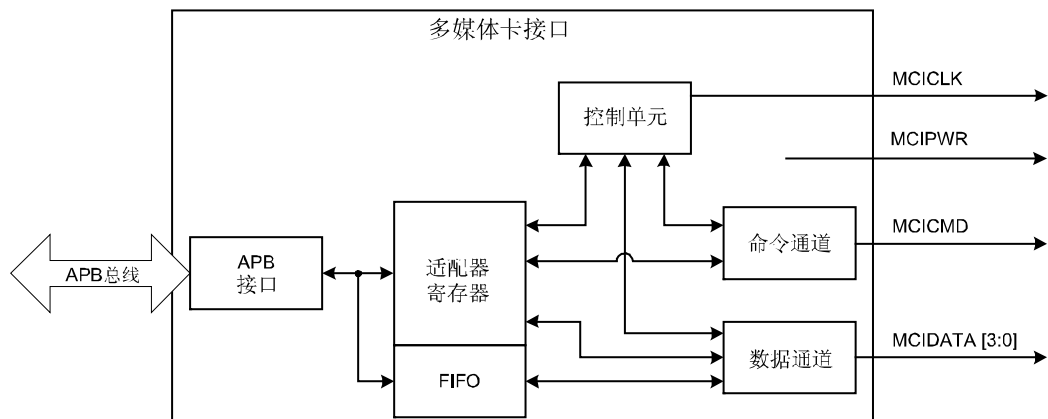 多媒体卡接口
MCICLK
控制单元
MCIPWR
命令通道
MCICMD
APB总线
APB
接口
适配器
寄存器
数据通道
MCIDATA [3:0]
FIFO